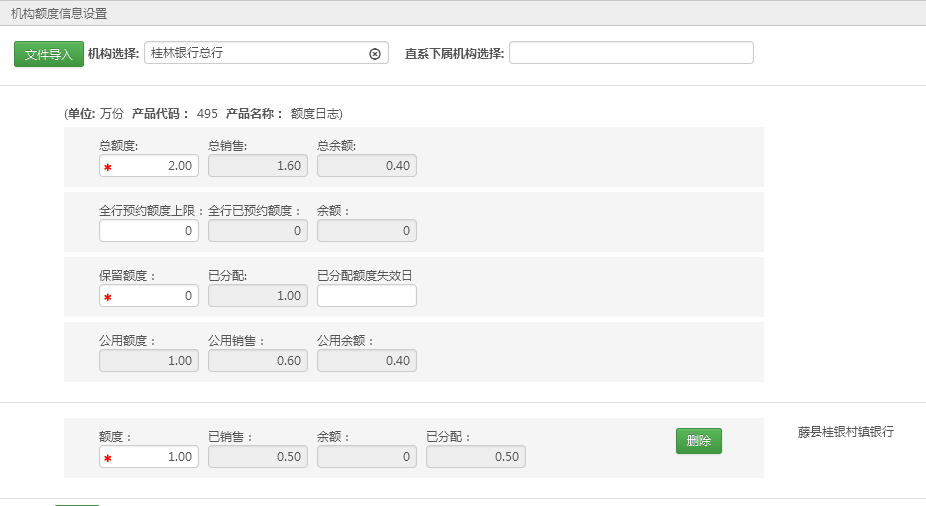 机构额度信息设置
文件导入 机构选择: 桂林银行总行 直系下属机构选择:
(单位: 万份 产品代码： 495 产品名称： 额度日志)
总额度: 总销售: 总余额:
* 2.00 1.60 0.40
全行预约额度上限： 全行已预约额度： 余额：
0 0 0
保留额度： 已分配: 已分配额度失效日
* 0 1.00
公用额度： 公用销售： 公用余额：
1.00 0.60 0.40
额度： 已销售： 余额： 已分配：
* 1.00 0.50 0 0.50
删除
藤县桂银村镇银行